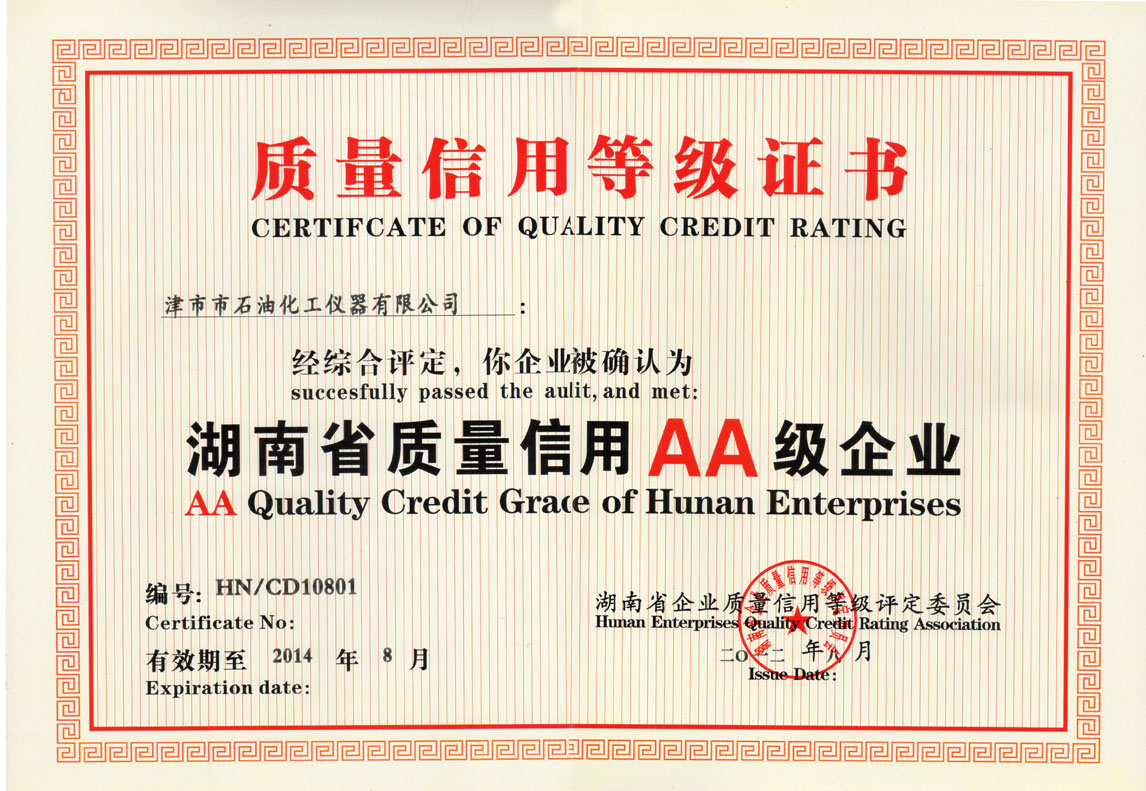 质量信用等级证书
CERTIFCATE OF QUALITY CREDIT RATING
津市市石油化工仪器有限公司:
经综合评定,你企业被确认为
succesfully passed the audit, and met:
湖南省质量信用AA级企业
AA Quality Credit Grace of Hunan Enterprises
编号: HN/CD10801
Certificate No:
有效期至 2014 年 8 月
Expiration date:
湖南省企业质量信用等级评定委员会
Hunan Enterprises Quality Credit Rating Association
二〇一二年八月
Issue Date: